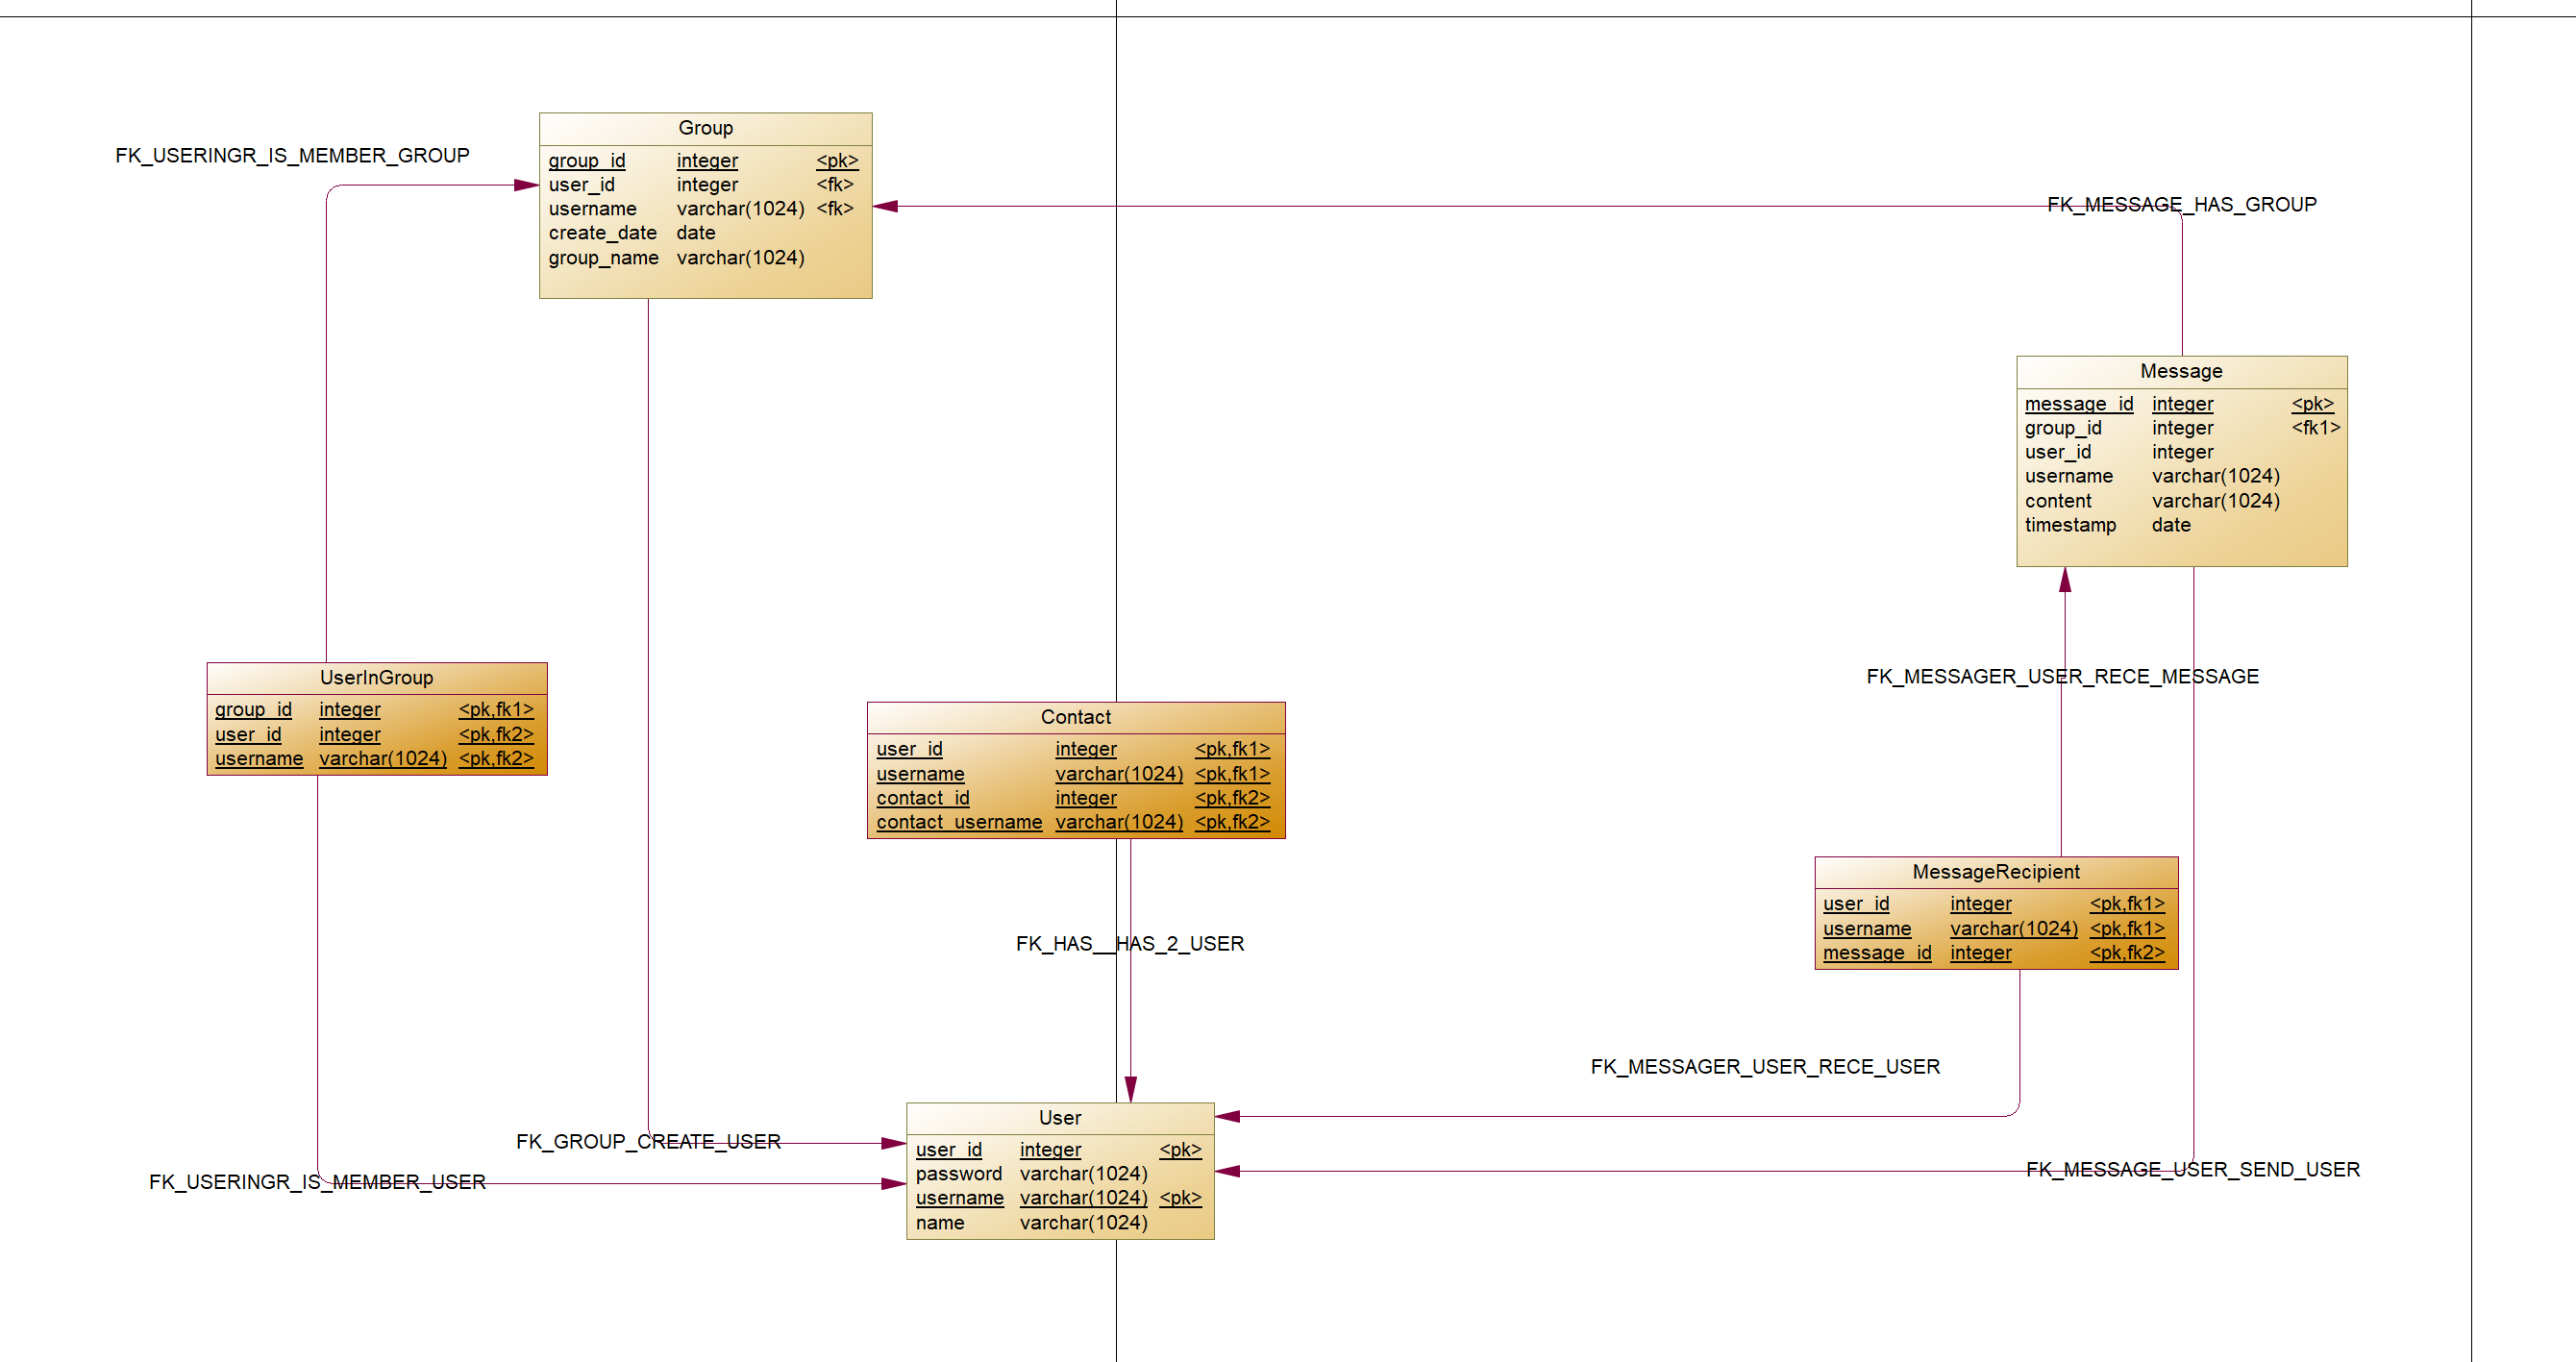 Group
group_id integer <pk>
user_id integer <fk>
username varchar(1024) <fk>
create_date date
group_name varchar(1024)
FK_USERINGR_IS_MEMBER_GROUP
FK_MESSAGE_HAS_GROUP
Message
message_id integer <pk>
group_id integer <fk1>
user_id integer
username varchar(1024)
content varchar(1024)
timestamp date
UserInGroup
group_id integer <pk,fk1>
user_id integer <pk,fk2>
username varchar(1024) <pk,fk2>
FK_MESSAGER_USER_RECE_MESSAGE
Contact
user_id integer <pk,fk1>
username varchar(1024) <pk,fk1>
contact_id integer <pk,fk2>
contact_username varchar(1024) <pk,fk2>
MessageRecipient
user_id integer <pk,fk1>
username varchar(1024) <pk,fk1>
message_id integer <pk,fk2>
FK_HAS__HAS_2_USER
FK_MESSAGER_USER_RECE_USER
User
user_id integer <pk>
password varchar(1024)
username varchar(1024) <pk>
name varchar(1024)
FK_GROUP_CREATE_USER
FK_USERINGR_IS_MEMBER_USER
FK_MESSAGE_USER_SEND_USER